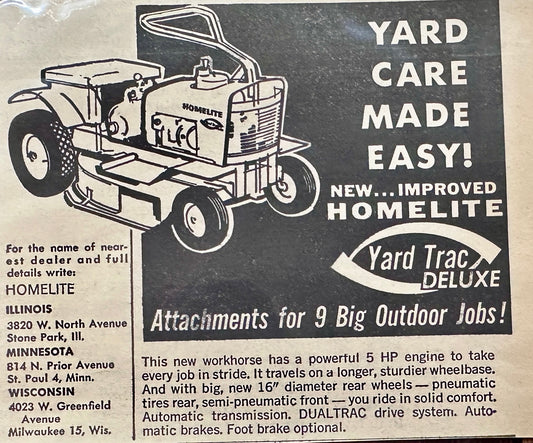 YARD
CARE
MADE
EASY!
NEW...IMPROVED
HOMELITE
Yard Trac
DELUXE
Attachments for 9 Big Outdoor Jobs!
HOMELITE
For the name of near-
est dealer and full
details write:
HOMELITE
ILLINOIS
3820 W. North Avenue
Stone Park, Ill.
MINNESOTA
814 N. Prior Avenue
St. Paul 4, Minn.
WISCONSIN
4023 W. Greenfield
Avenue
Milwaukee 15, Wis.
This new workhorse has a powerful 5 HP engine to take
every job in stride. It travels on a longer, sturdier wheelbase.
And with big, new 16" diameter rear wheels — pneumatic
tires rear, semi-pneumatic front — you ride in solid comfort.
Automatic transmission. DUALTRAC drive system. Auto-
matic brakes. Foot brake optional.